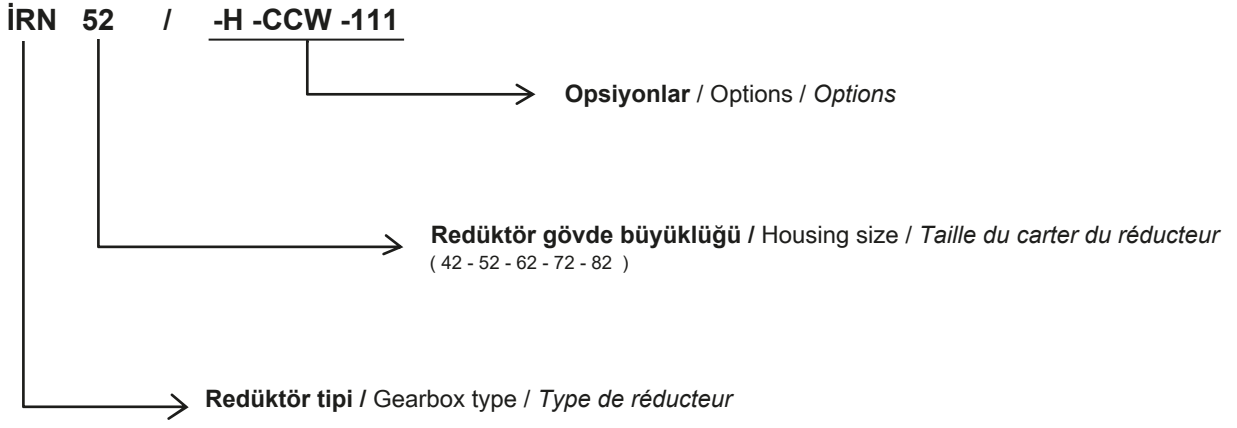 İRN 52 / -H -CCW -111
Opsiyonlar / Options / Options
Redüktör gövde büyüklüğü / Housing size / Taille du carter du réducteur
( 42 - 52 - 62 - 72 - 82 )
Redüktör tipi / Gearbox type / Type de réducteur